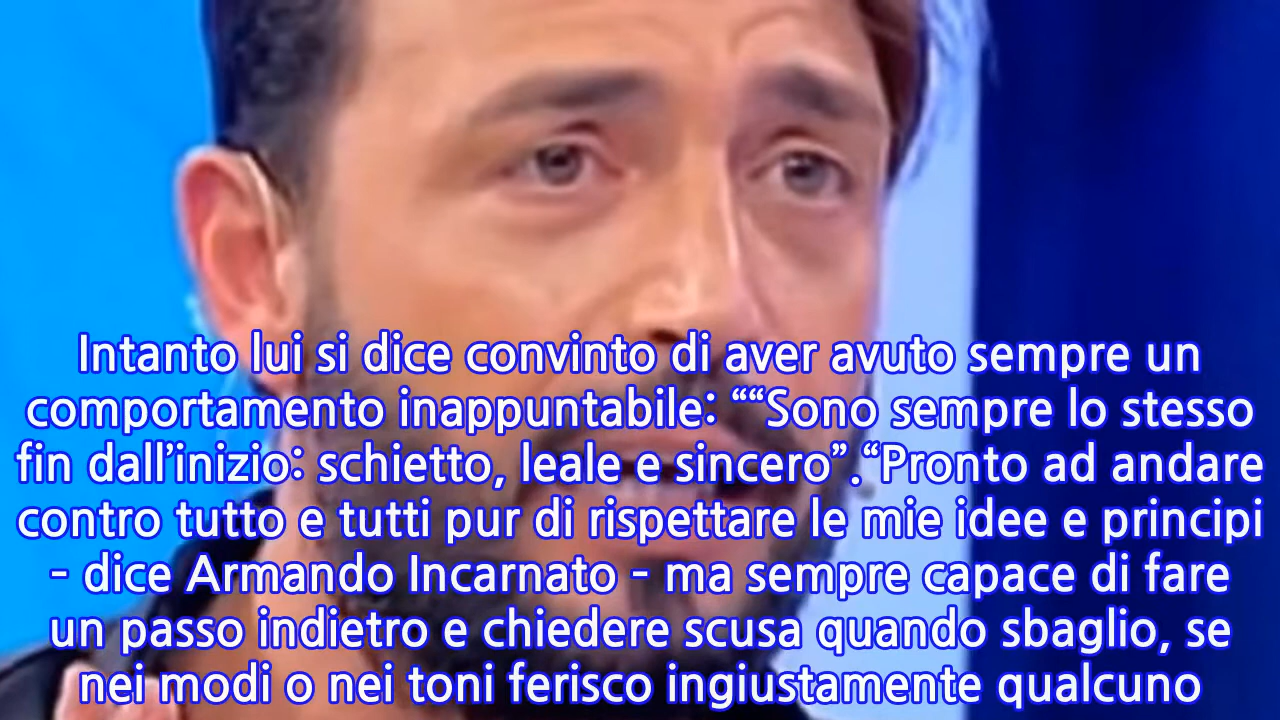 Intanto lui si dice convinto di aver avuto sempre un
comportamento inappuntabile: ““Sono sempre lo stesso
fin dall’inizio: schietto, leale e sincero”. “Pronto ad andare
contro tutto e tutti pur di rispettare le mie idee e principi
- dice Armando Incarnato - ma sempre capace di fare
un passo indietro e chiedere scusa quando sbaglio, se
nei modi o nei toni ferisco ingiustamente qualcuno